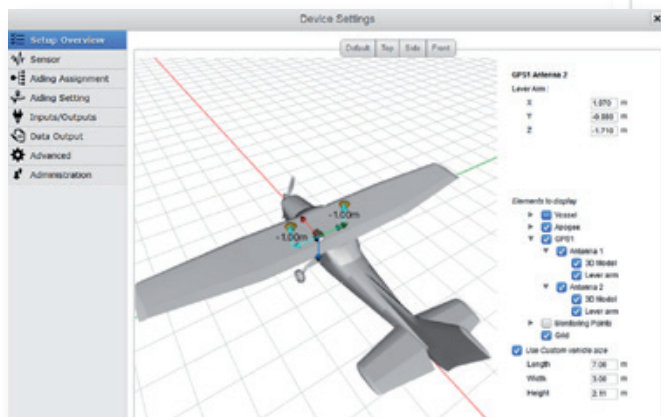 Device Settings
Setup Overview
Sensor
Aiding Assignment
Aiding Setting
Inputs/Outputs
Data Output
Advanced
Administration
Default Top Side Front
-1.00m
-1.00m
GPS1 Antenna 2
Lever Arm :
X m
Y m
Z -1.710 m
Elements to display
Vessel
Apogee
GPS1
Antenna 1
3D Model
Lever arm
Antenna 2
3D Model
Lever arm
Monitoring Points
Grid
Use Custom vehicle size
Length 7.00 m
Width m
Height m